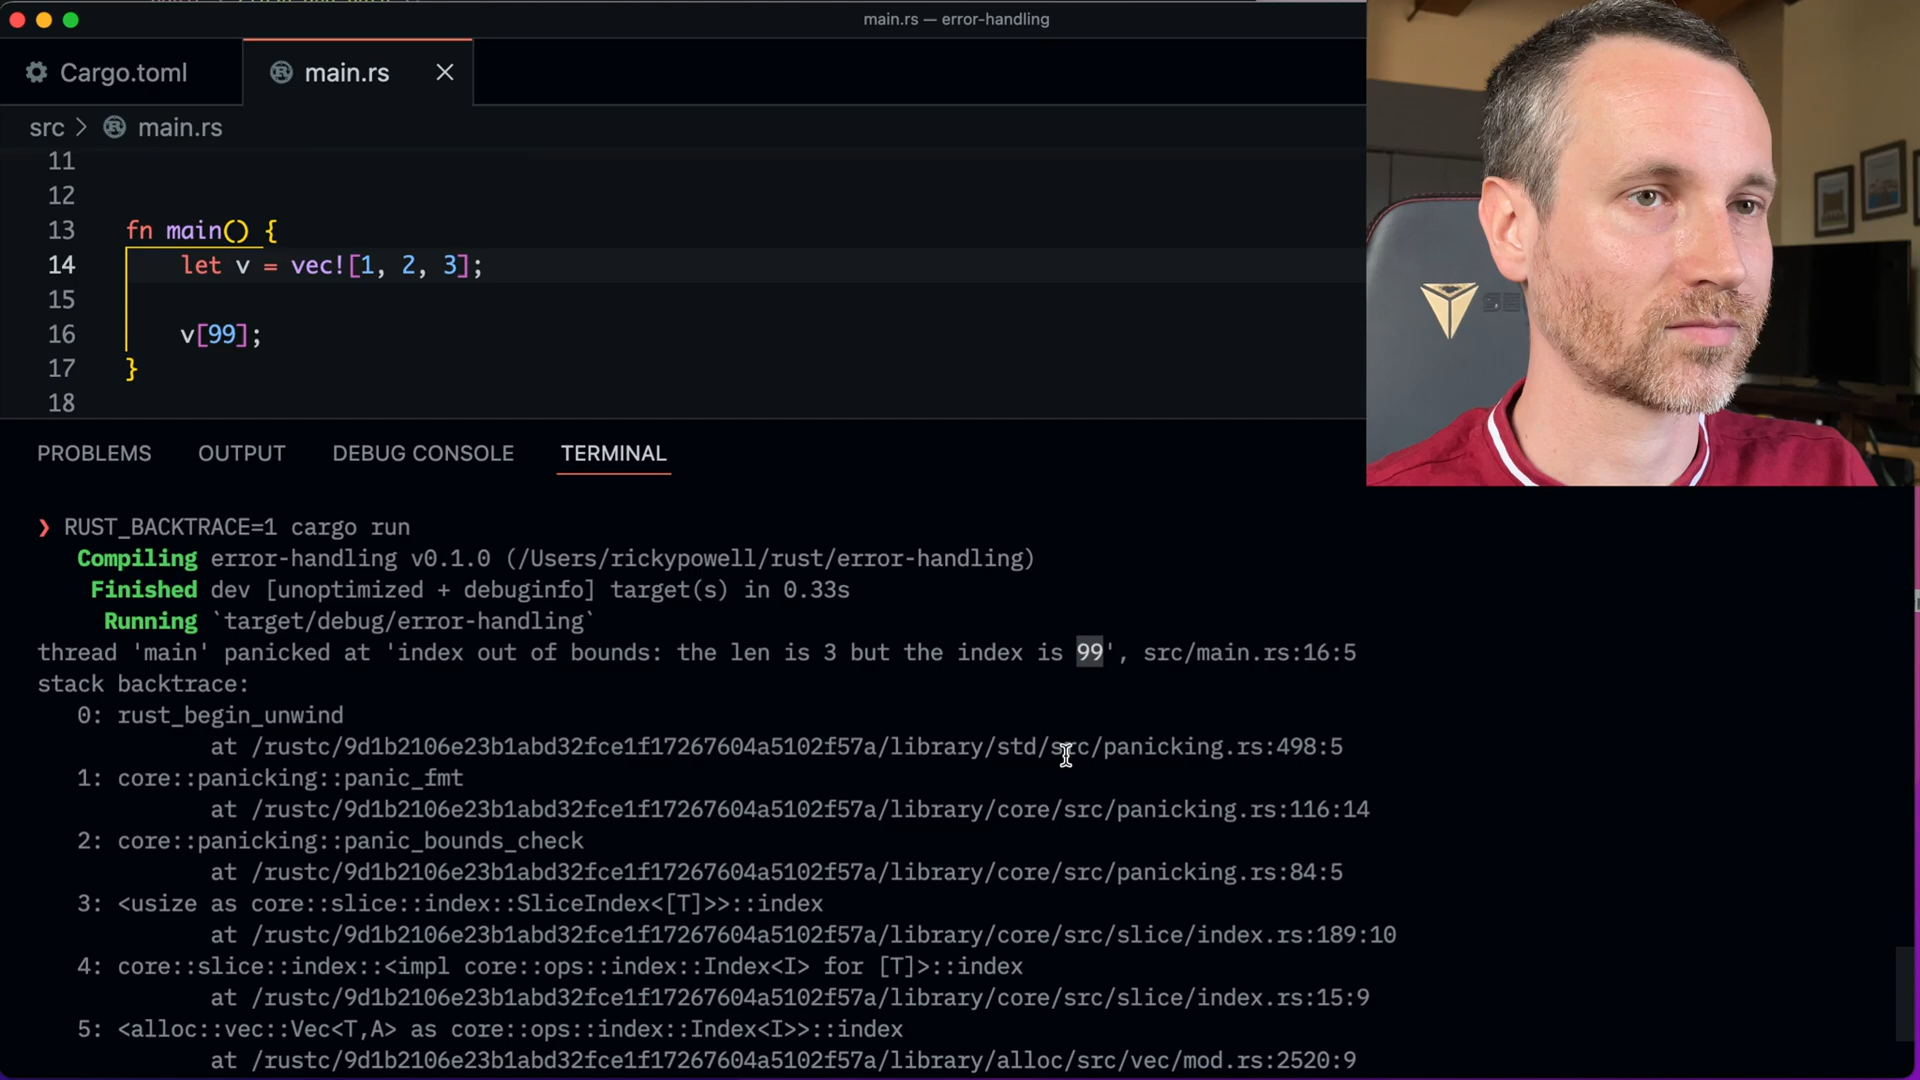 main.rs — error-handling
Cargo.toml
main.rs
src > main.rs
11
12
13 fn main() {
14 let v = vec![1, 2, 3];
15
16 v[99];
17 }
18
PROBLEMS OUTPUT DEBUG CONSOLE TERMINAL
❯ RUST_BACKTRACE=1 cargo run
Compiling error-handling v0.1.0 (/Users/rickypowell/rust/error-handling)
Finished dev [unoptimized + debuginfo] target(s) in 0.33s
Running `target/debug/error-handling`
thread 'main' panicked at 'index out of bounds: the len is 3 but the index is 99', src/main.rs:16:5
stack backtrace:
0: rust_begin_unwind
at /rustc/9d1b2106e23b1abd32fce1f17267604a5102f57a/library/std/src/panicking.rs:498:5
1: core::panicking::panic_fmt
at /rustc/9d1b2106e23b1abd32fce1f17267604a5102f57a/library/core/src/panicking.rs:116:14
2: core::panicking::panic_bounds_check
at /rustc/9d1b2106e23b1abd32fce1f17267604a5102f57a/library/core/src/panicking.rs:84:5
3: <usize as core::slice::index::SliceIndex<[T]>>::index
at /rustc/9d1b2106e23b1abd32fce1f17267604a5102f57a/library/core/src/slice/index.rs:189:10
4: core::slice::index::<impl core::ops::index::Index<I> for [T]>::index
at /rustc/9d1b2106e23b1abd32fce1f17267604a5102f57a/library/core/src/slice/index.rs:15:9
5: <alloc::vec::Vec<T,A> as core::ops::index::Index<I>>::index
at /rustc/9d1b2106e23b1abd32fce1f17267604a5102f57a/library/alloc/src/vec/mod.rs:2520:9